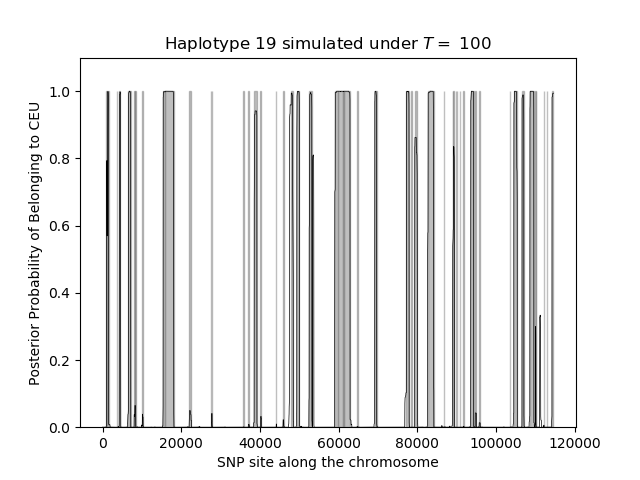 Haplotype 19 simulated under T = 100
Posterior Probability of Belonging to CEU
1.0
0.8
0.6
0.4
0.2
0.0
0 20000 40000 60000 80000 100000 120000
SNP site along the chromosome